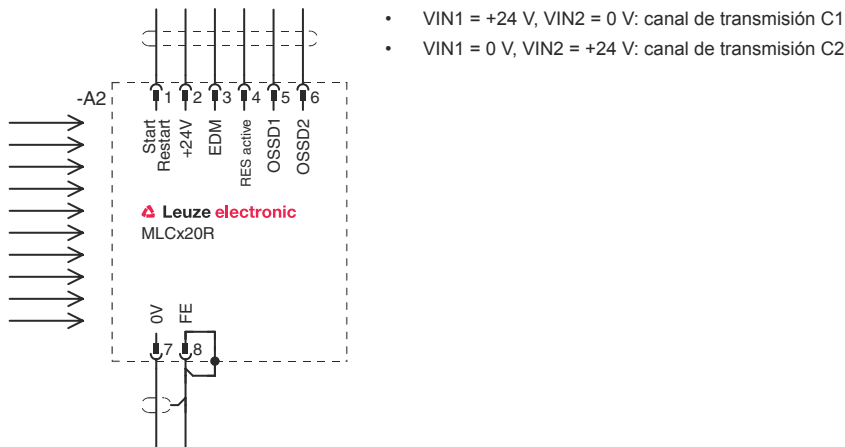 • VIN1 = +24 V, VIN2 = 0 V: canal de transmisión C1
• VIN1 = 0 V, VIN2 = +24 V: canal de transmisión C2
-A2
1 2 3 4 5 6
Start
Restart
+24V
EDM
RES active
OSSD1
OSSD2
Leuze electronic
MLCx20R
0V
FE
7 8